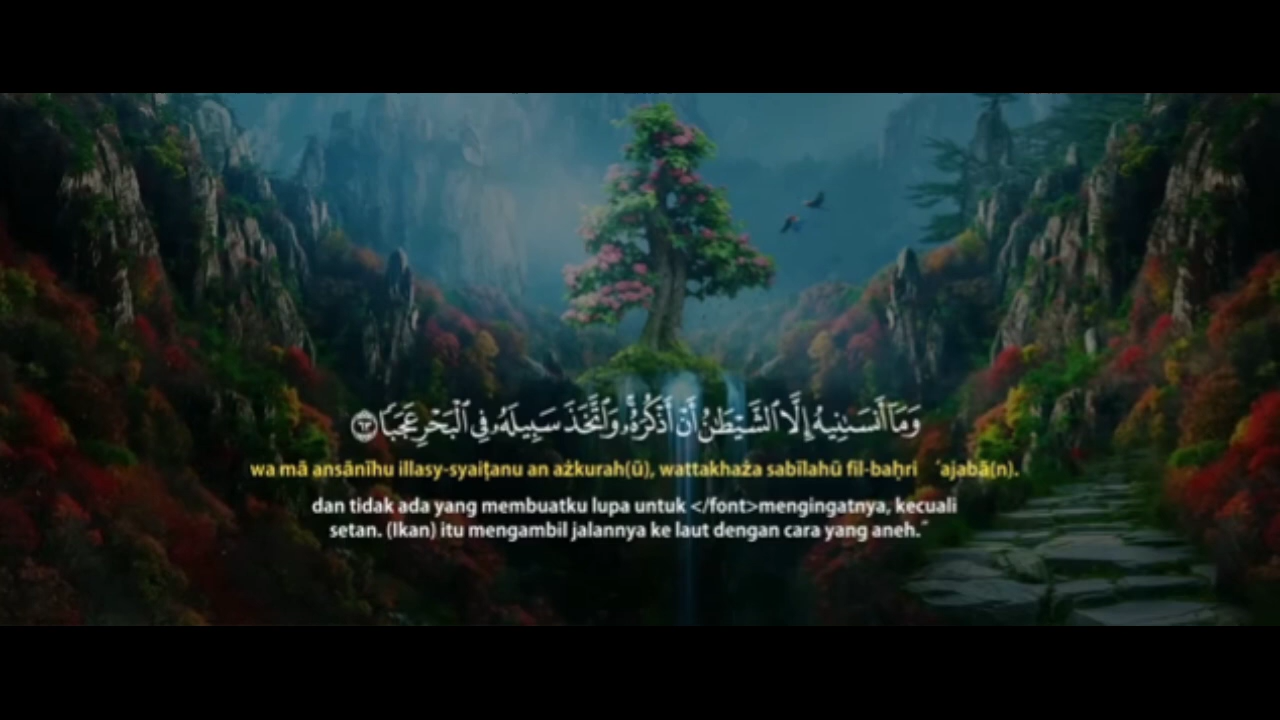 وَمَآ أَنسَىٰنِيهُ إِلَّا ٱلشَّيْطَٰنُ أَنْ أَذْكُرَهُۥ ۚ وَٱتَّخَذَ سَبِيلَهُۥ فِى ٱلْبَحْرِ عَجَبًا ٦٣
wa mā ansānīhu illasy-syaiṭanu an ażkurah(ū), wattakhaża sabīlahū fil-baḥri ‘ajabā(n).
dan tidak ada yang membuatku lupa untuk </font>mengingatnya, kecuali
setan. (Ikan) itu mengambil jalannya ke laut dengan cara yang aneh.”